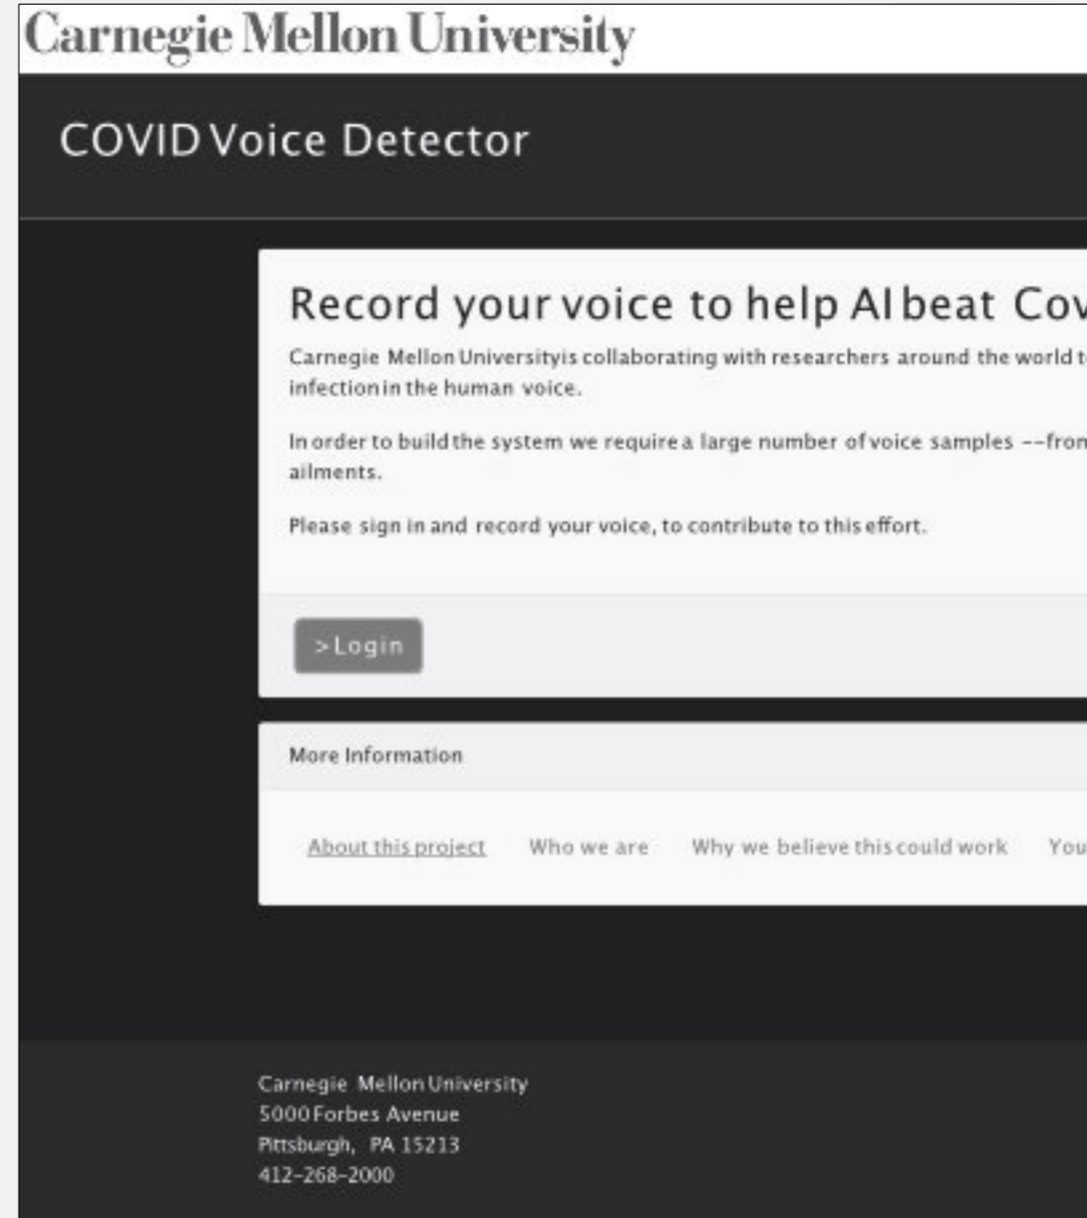 Carnegie Mellon University
COVID Voice Detector
Record your voice to help AI beat Cov
Carnegie Mellon University is collaborating with researchers around the world t
infection in the human voice.
In order to build the system we require a large number of voice samples --from
ailments.
Please sign in and record your voice, to contribute to this effort.
> Login
More Information
About this project Who we are Why we believe this could work You
Carnegie Mellon University
5000 Forbes Avenue
Pittsburgh, PA 15213
412-268-2000